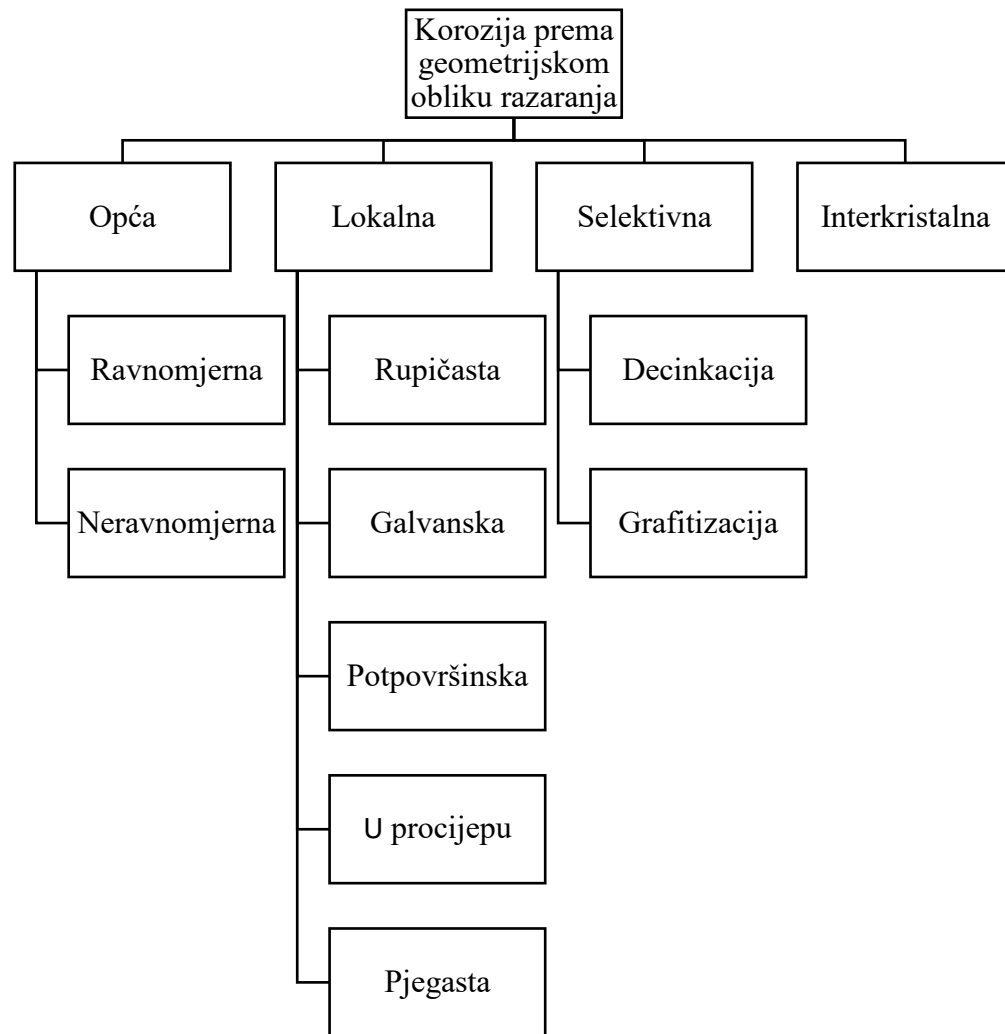 Korozija prema
geometrijskom
obliku razaranja
Opća
Lokalna
Selektivna
Interkristalna
Ravnomjerna
Rupičasta
Decinkacija
Neravnomjerna
Galvanska
Grafitizacija
Potpovršinska
U procijepu
Pjegasta